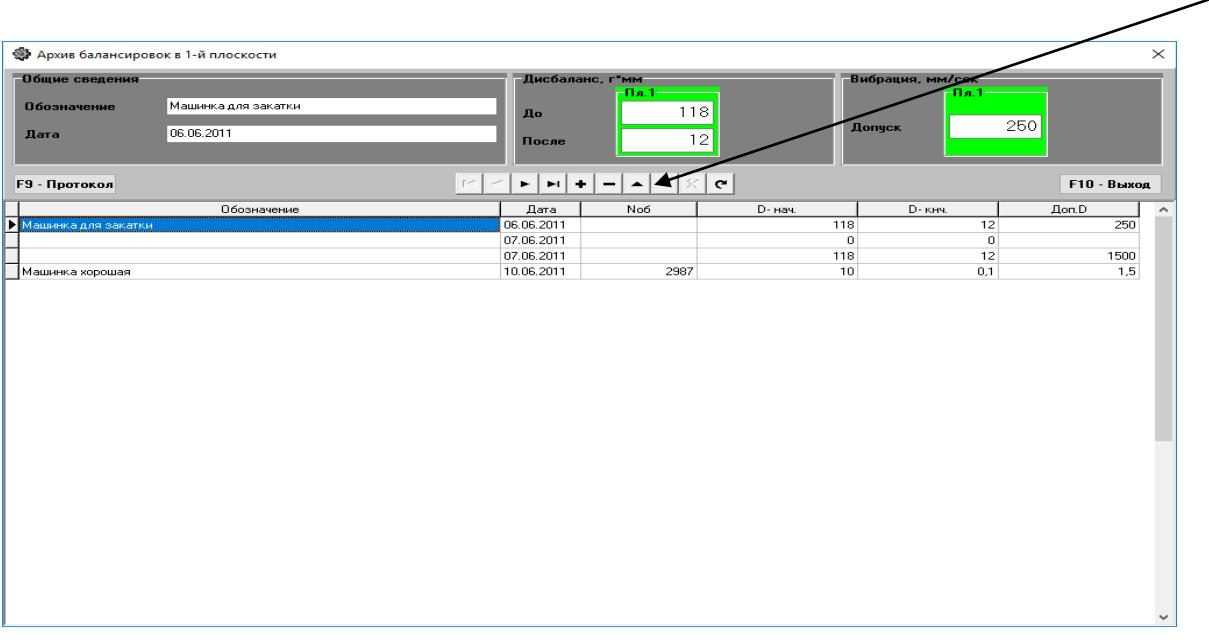 Архив балансировок в 1-й плоскости
Общие сведения
Обозначение Машинка для закатки
Дата 06.06.2011
Дисбаланс, г*мм
Пл.1
До 118
После 12
Вибрация, мм/сек
Пл.1
Допуск 250
F9 - Протокол
F10 - Выход
Обозначение Дата Nоб D- нач. D- кнч. Доп.D
Машинка для закатки 06.06.2011 118 12 250
07.06.2011 0 0
07.06.2011 118 12 1500
Машинка хорошая 10.06.2011 2987 10 0,1 1,5